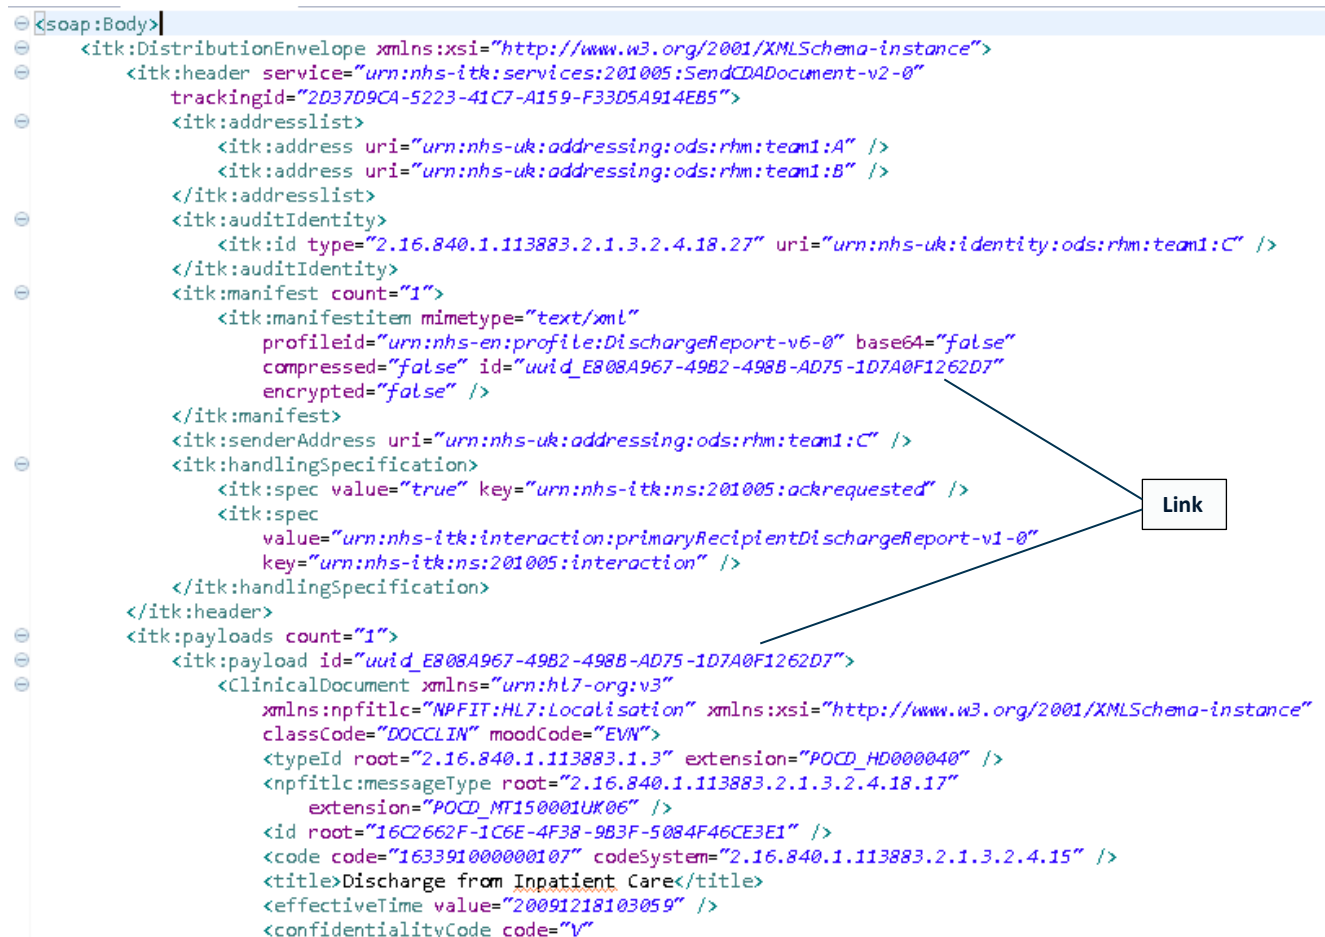 <soap:Body>
<itk:DistributionEnvelope xmlns:xsi="http://www.w3.org/2001/XMLSchema-instance">
<itk:header service="urn:nhs-itk:services:201005:SendCDADocument-v2-0"
trackingid="2D37D9CA-5223-41C7-A159-F33D5A914EB5">
<itk:addresslist>
<itk:address uri="urn:nhs-uk:addressing:ods:rhm:team1:A" />
<itk:address uri="urn:nhs-uk:addressing:ods:rhm:team1:B" />
</itk:addresslist>
<itk:auditIdentity>
<itk:id type="2.16.840.1.113883.2.1.3.2.4.18.27" uri="urn:nhs-uk:identity:ods:rhm:team1:C" />
</itk:auditIdentity>
<itk:manifest count="1">
<itk:manifestitem mimetype="text/xml"
profileid="urn:nhs-en:profile:DischargeReport-v6-0" base64="false"
compressed="false" id="uuid_E808A967-49B2-498B-AD75-1D7A0F1262D7"
encrypted="false" />
</itk:manifest>
<itk:senderAddress uri="urn:nhs-uk:addressing:ods:rhm:team1:C" />
<itk:handlingSpecification>
<itk:spec value="true" key="urn:nhs-itk:ns:201005:ackrequested" />
<itk:spec
value="urn:nhs-itk:interaction:primaryRecipientDischargeReport-v1-0"
key="urn:nhs-itk:ns:201005:interaction" />
</itk:handlingSpecification>
</itk:header>
<itk:payloads count="1">
<itk:payload id="uuid_E808A967-49B2-498B-AD75-1D7A0F1262D7">
<ClinicalDocument xmlns="urn:hl7-org:v3"
xmlns:npfitlc="NPFIT:HL7:Localisation" xmlns:xsi="http://www.w3.org/2001/XMLSchema-instance"
classCode="DOCCLIN" moodCode="EVN">
<typeId root="2.16.840.1.113883.1.3" extension="POCD_HD000040" />
<npfitlc:messageType root="2.16.840.1.113883.2.1.3.2.4.18.17"
extension="POCD_MT150001UK06" />
<id root="16C2662F-1C6E-4F38-9B3F-5084F46CE3E1" />
<code code="163391000000107" codeSystem="2.16.840.1.113883.2.1.3.2.4.15" />
<title>Discharge from Inpatient Care</title>
<effectiveTime value="20091218103059" />
<confidentialityCode code="V"
Link